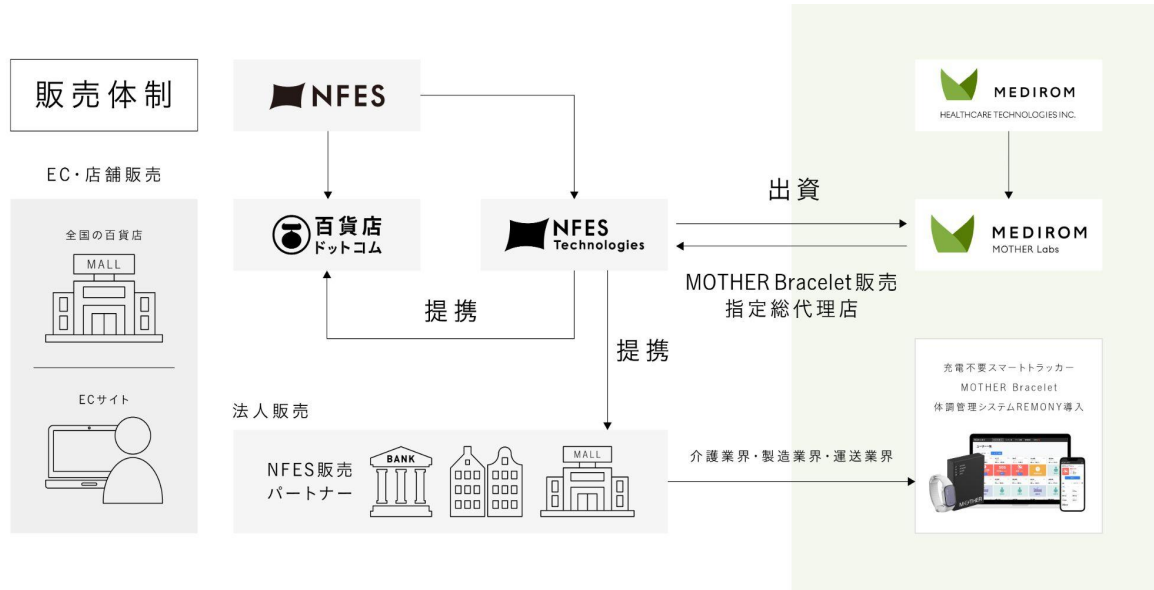 販売体制
NFES
MEDIROM
HEALTHCARE TECHNOLOGIES INC.
EC・店舗販売
全国の百貨店
MALL
ECサイト
百貨店
ドットコム
NFES
Technologies
出資
MEDIROM
MOTHER Labs
MOTHER Bracelet販売
指定総代理店
提携
提携
法人販売
NFES販売
パートナー
BANK
MALL
介護業界・製造業界・運送業界
充電不要スマートトラッカー
MOTHER Bracelet
体調管理システムREMONY導入
MOTHER